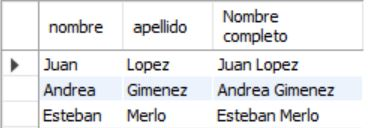 nombre apellido Nombre completo
Juan Lopez Juan Lopez
Andrea Gimenez Andrea Gimenez
Esteban Merlo Esteban Merlo